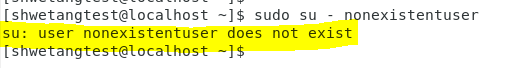 [shwetangtest@localhost ~]$ sudo su - nonexistentuser
su: user nonexistentuser does not exist
[shwetangtest@localhost ~]$